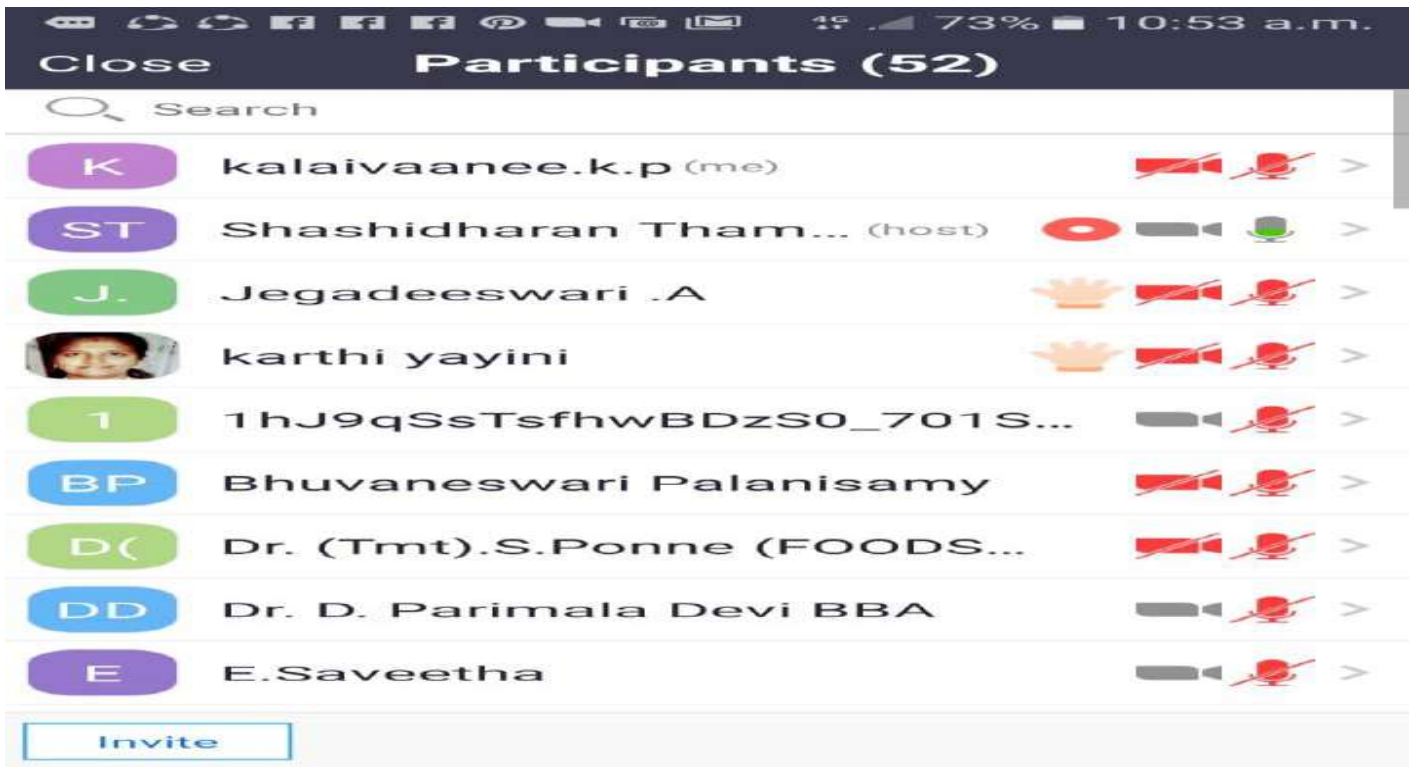 4G 73% 10:53 a.m.
Close Participants (52)
Search
K kalaivaanee.k.p (me)
ST Shashidharan Tham... (host)
J. Jegadeeswari .A
karthi yayini
1 1hJ9qSsTsfhwBDzS0_701S...
BP Bhuvaneswari Palanisamy
D( Dr. (Tmt).S.Ponne (FOODS...
DD Dr. D. Parimala Devi BBA
E E.Saveetha
Invite